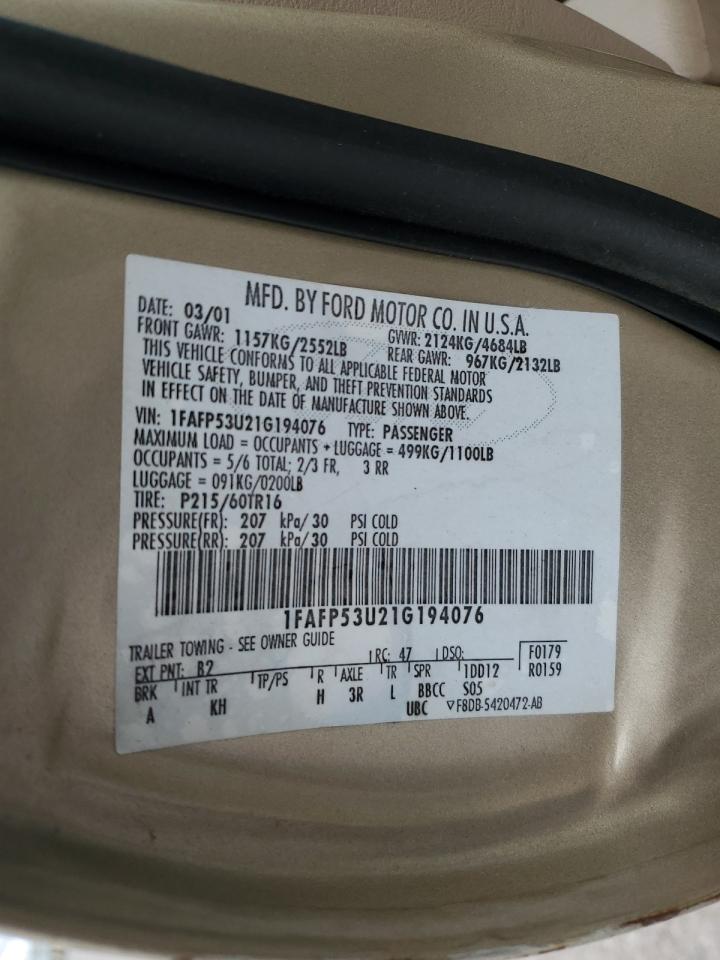 MFD. BY FORD MOTOR CO. IN U.S.A.
DATE: 03/01 GVWR: 2124KG/4684LB
FRONT GAWR: 1157KG/2552LB REAR GAWR: 967KG/2132LB
THIS VEHICLE CONFORMS TO ALL APPLICABLE FEDERAL MOTOR
VEHICLE SAFETY, BUMPER, AND THEFT PREVENTION STANDARDS
IN EFFECT ON THE DATE OF MANUFACTURE SHOWN ABOVE.
VIN: 1FAFP53U21G194076 TYPE: PASSENGER
MAXIMUM LOAD = OCCUPANTS + LUGGAGE = 499KG/1100LB
OCCUPANTS = 5/6 TOTAL; 2/3 FR, 3 RR
LUGGAGE = 091KG/0200LB
TIRE: P215/60TR16
PRESSURE(FR): 207 kPa/30 PSI COLD
PRESSURE(RR): 207 kPa/30 PSI COLD
1FAFP53U21G194076
TRAILER TOWING - SEE OWNER GUIDE F0179
EXT PNT: B2 RC: 47 DSO: R0159
BRK INT TR TP/PS R AXLE TR SPR 1DD12
A KH H 3R L BBCC S05
UBC ▽F8DB-5420472-AB